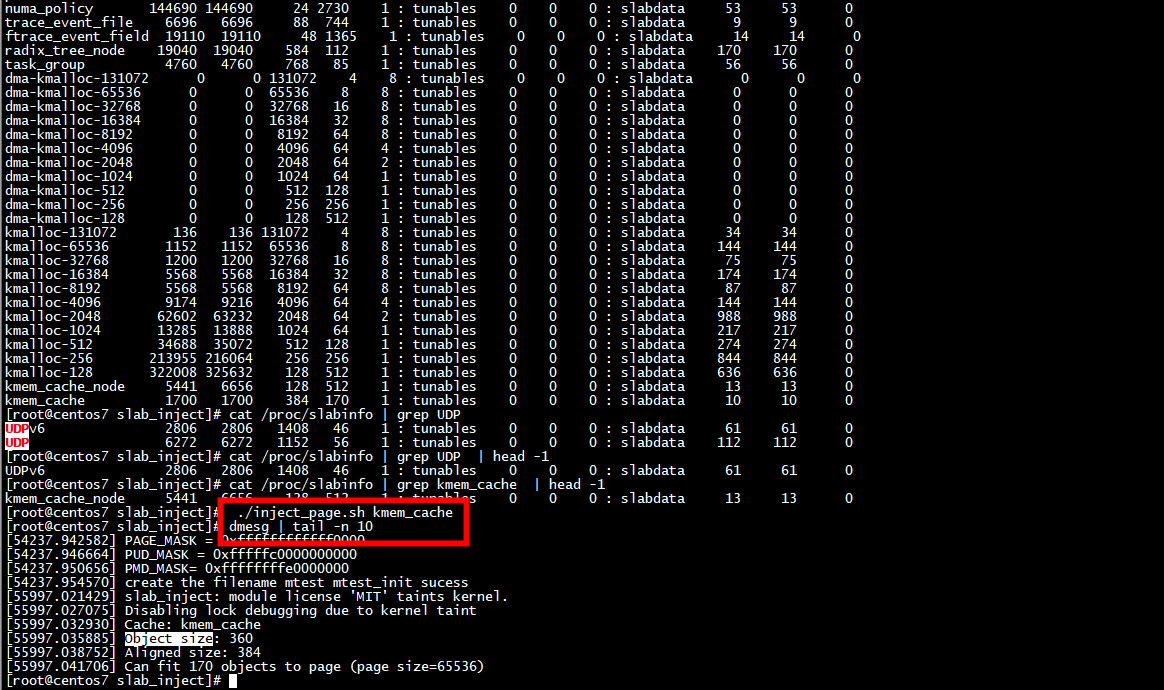 numa_policy 144690 144690 24 2730 1 : tunables 0 0 0 : slabdata 53 53 0
trace_event_file 6696 6696 88 744 1 : tunables 0 0 0 : slabdata 9 9 0
ftrace_event_field 19110 19110 48 1365 1 : tunables 0 0 0 : slabdata 14 14 0
radix_tree_node 19040 19040 584 112 1 : tunables 0 0 0 : slabdata 170 170 0
task_group 4760 4760 768 85 1 : tunables 0 0 0 : slabdata 56 56 0
dma-kmalloc-131072 0 0 131072 4 8 : tunables 0 0 0 : slabdata 0 0 0
dma-kmalloc-65536 0 0 65536 8 8 : tunables 0 0 0 : slabdata 0 0 0
dma-kmalloc-32768 0 0 32768 16 8 : tunables 0 0 0 : slabdata 0 0 0
dma-kmalloc-16384 0 0 16384 32 8 : tunables 0 0 0 : slabdata 0 0 0
dma-kmalloc-8192 0 0 8192 64 8 : tunables 0 0 0 : slabdata 0 0 0
dma-kmalloc-4096 0 0 4096 64 4 : tunables 0 0 0 : slabdata 0 0 0
dma-kmalloc-2048 0 0 2048 64 2 : tunables 0 0 0 : slabdata 0 0 0
dma-kmalloc-1024 0 0 1024 64 1 : tunables 0 0 0 : slabdata 0 0 0
dma-kmalloc-512 0 0 512 128 1 : tunables 0 0 0 : slabdata 0 0 0
dma-kmalloc-256 0 0 256 256 1 : tunables 0 0 0 : slabdata 0 0 0
dma-kmalloc-128 0 0 128 512 1 : tunables 0 0 0 : slabdata 0 0 0
kmalloc-131072 136 136 131072 4 8 : tunables 0 0 0 : slabdata 34 34 0
kmalloc-65536 1152 1152 65536 8 8 : tunables 0 0 0 : slabdata 144 144 0
kmalloc-32768 1200 1200 32768 16 8 : tunables 0 0 0 : slabdata 75 75 0
kmalloc-16384 5568 5568 16384 32 8 : tunables 0 0 0 : slabdata 174 174 0
kmalloc-8192 5568 5568 8192 64 8 : tunables 0 0 0 : slabdata 87 87 0
kmalloc-4096 9174 9216 4096 64 4 : tunables 0 0 0 : slabdata 144 144 0
kmalloc-2048 62602 63232 2048 64 2 : tunables 0 0 0 : slabdata 988 988 0
kmalloc-1024 13285 13888 1024 64 1 : tunables 0 0 0 : slabdata 217 217 0
kmalloc-512 34688 35072 512 128 1 : tunables 0 0 0 : slabdata 274 274 0
kmalloc-256 213955 216064 256 256 1 : tunables 0 0 0 : slabdata 844 844 0
kmalloc-128 322008 325632 128 512 1 : tunables 0 0 0 : slabdata 636 636 0
kmem_cache_node 5441 6656 128 512 1 : tunables 0 0 0 : slabdata 13 13 0
kmem_cache 1700 1700 384 170 1 : tunables 0 0 0 : slabdata 10 10 0
[root@centos7 slab_inject]# cat /proc/slabinfo | grep UDP
UDPv6 2806 2806 1408 46 1 : tunables 0 0 0 : slabdata 61 61 0
UDP 6272 6272 1152 56 1 : tunables 0 0 0 : slabdata 112 112 0
[root@centos7 slab_inject]# cat /proc/slabinfo | grep UDP | head -1
UDPv6 2806 2806 1408 46 1 : tunables 0 0 0 : slabdata 61 61 0
[root@centos7 slab_inject]# cat /proc/slabinfo | grep kmem_cache | head -1
kmem_cache_node 5441 6656 128 512 1 : tunables 0 0 0 : slabdata 13 13 0
[root@centos7 slab_inject]# ./inject_page.sh kmem_cache
[root@centos7 slab_inject]# dmesg | tail -n 10
[54237.942582] PAGE_MASK = 0xffffffffffff0000
[54237.946664] PUD_MASK = 0xfffffc0000000000
[54237.950656] PMD_MASK= 0xffffffffe0000000
[54237.954570] create the filename mtest mtest_init sucess
[55997.021429] slab_inject: module license 'MIT' taints kernel.
[55997.027075] Disabling lock debugging due to kernel taint
[55997.032930] Cache: kmem_cache
[55997.035885] Object size: 360
[55997.038752] Aligned size: 384
[55997.041706] Can fit 170 objects to page (page size=65536)
[root@centos7 slab_inject]#